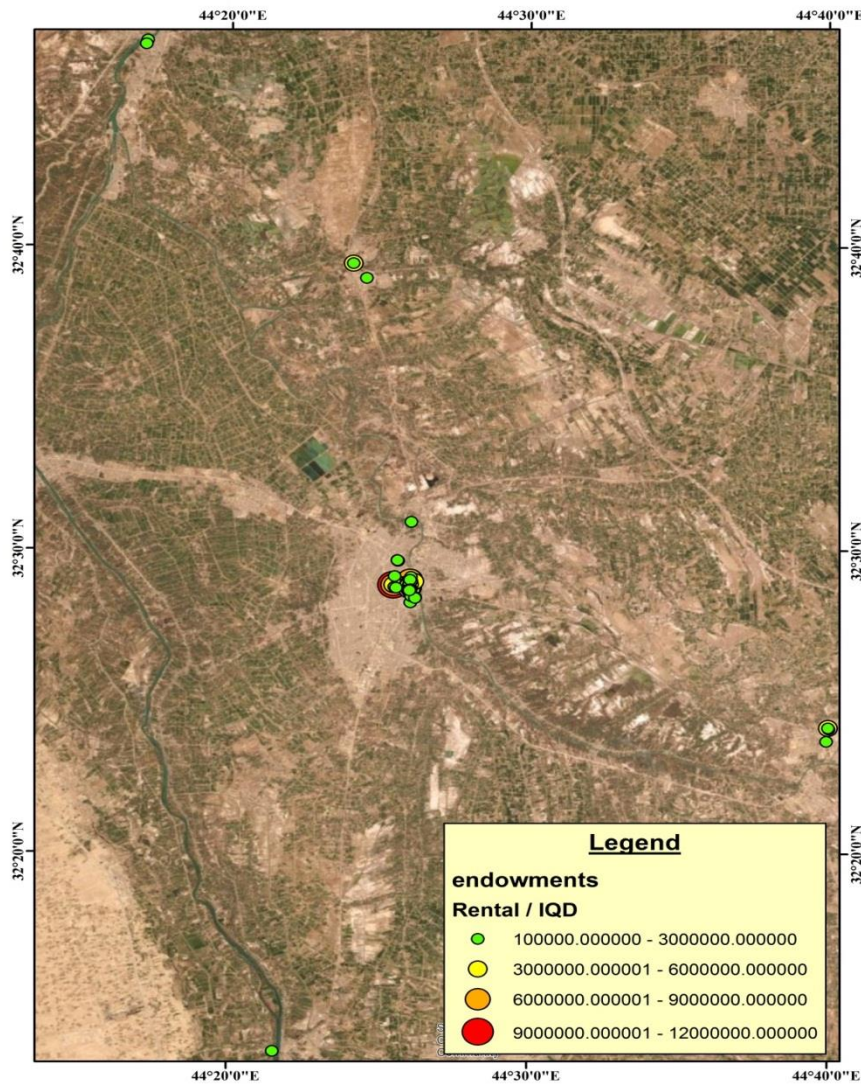 44°20'0"E 44°30'0"E 44°40'0"E
32°40'0"N 32°40'0"N
32°30'0"N 32°30'0"N
32°20'0"N 32°20'0"N
Legend
endowments
Rental / IQD
100000.000000 - 3000000.000000
3000000.000001 - 6000000.000000
6000000.000001 - 9000000.000000
9000000.000001 - 12000000.000000
44°20'0"E 44°30'0"E 44°40'0"E